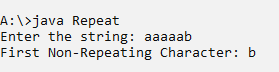 A:\>java Repeat
Enter the string: aaaaab
First Non-Repeating Character: b